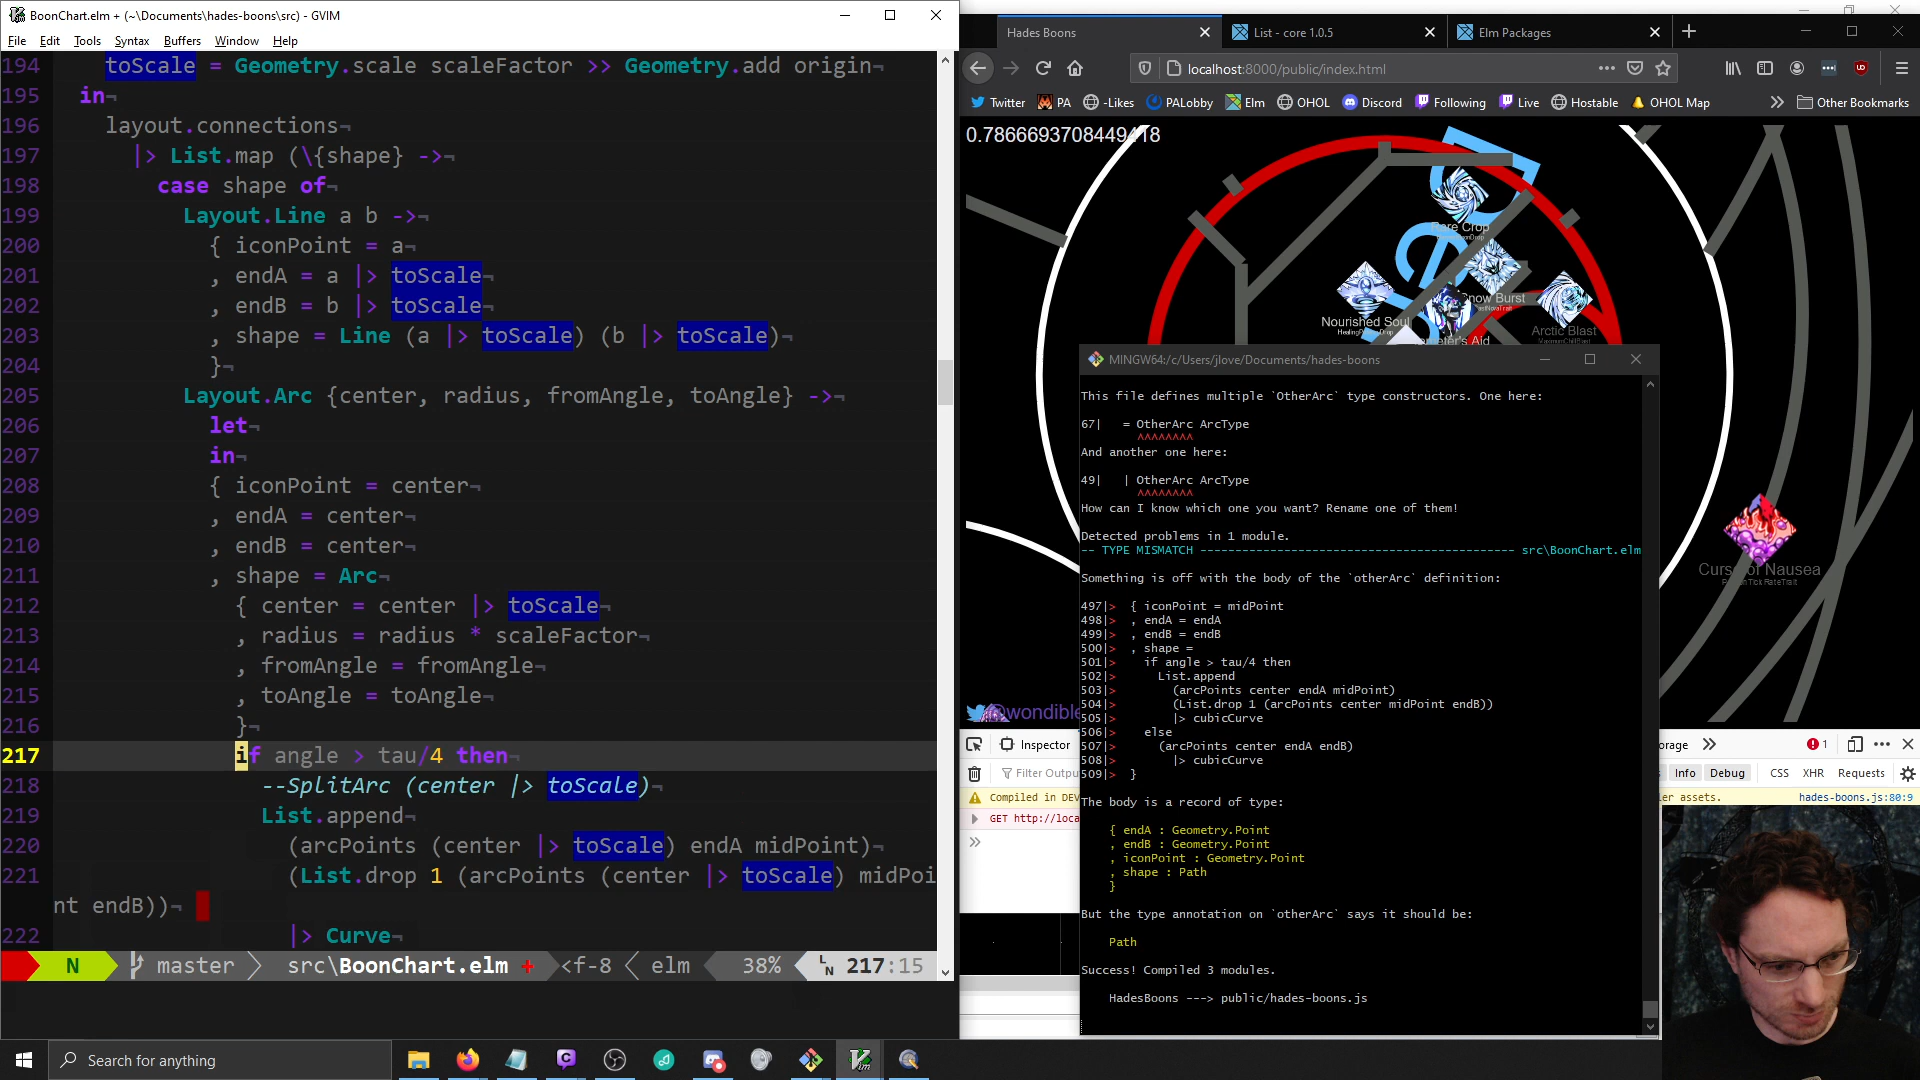 BoonChart.elm + (~\Documents\hades-boons\src) - GVIM
File Edit Tools Syntax Buffers Window Help
194 toScale = Geometry.scale scaleFactor >> Geometry.add origin¬
195 in¬
196 layout.connections¬
197 |> List.map (\{shape} ->¬
198 case shape of¬
199 Layout.Line a b ->¬
200 { iconPoint = a¬
201 , endA = a |> toScale¬
202 , endB = b |> toScale¬
203 , shape = Line (a |> toScale) (b |> toScale)¬
204 }¬
205 Layout.Arc {center, radius, fromAngle, toAngle} ->¬
206 let¬
207 in¬
208 { iconPoint = center¬
209 , endA = center¬
210 , endB = center¬
211 , shape = Arc¬
212 { center = center |> toScale¬
213 , radius = radius * scaleFactor¬
214 , fromAngle = fromAngle¬
215 , toAngle = toAngle¬
216 }¬
217 if angle > tau/4 then¬
218 --SplitArc (center |> toScale)¬
219 List.append¬
220 (arcPoints (center |> toScale) endA midPoint)¬
221 (List.drop 1 (arcPoints (center |> toScale) midPoi
nt endB))¬
222 |> Curve¬
N master src\BoonChart.elm + <f-8 elm 38% LN 217:15
Hades Boons
List - core 1.0.5
Elm Packages
localhost:8000/public/index.html
Twitter PA -Likes PALobby Elm OHOL Discord Following Live Hostable OHOL Map Other Bookmarks
0.7866693708449418
Rare Crop
Snow Burst
Nourished Soul
Arctic Blast
Curse of Nausea
@wondible
MINGW64:/c/Users/jlove/Documents/hades-boons
This file defines multiple `OtherArc` type constructors. One here:
67| = OtherArc ArcType
^^^^^^^^
And another one here:
49| | OtherArc ArcType
^^^^^^^^
How can I know which one you want? Rename one of them!
Detected problems in 1 module.
-- TYPE MISMATCH --------------------------------------------- src\BoonChart.elm
Something is off with the body of the `otherArc` definition:
497|> { iconPoint = midPoint
498|> , endA = endA
499|> , endB = endB
500|> , shape =
501|> if angle > tau/4 then
502|> List.append
503|> (arcPoints center endA midPoint)
504|> (List.drop 1 (arcPoints center midPoint endB))
505|> |> cubicCurve
506|> else
507|> (arcPoints center endA endB)
508|> |> cubicCurve
509|> }
The body is a record of type:
{ endA : Geometry.Point
, endB : Geometry.Point
, iconPoint : Geometry.Point
, shape : Path
}
But the type annotation on `otherArc` says it should be:
Path
Success! Compiled 3 modules.
HadesBoons ---> public/hades-boons.js
Inspector
orage
1
Filter Outpu
Info Debug CSS XHR Requests
Compiled in DEV
ler assets. hades-boons.js:80:9
GET http://loca
Search for anything